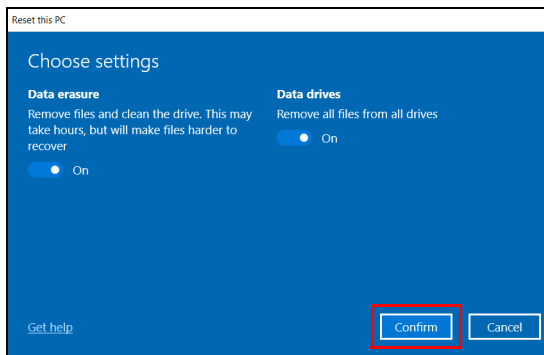 Reset this PC
Choose settings
Data erasure
Remove files and clean the drive. This may
take hours, but will make files harder to
recover
On
Data drives
Remove all files from all drives
On
Get help
Confirm
Cancel